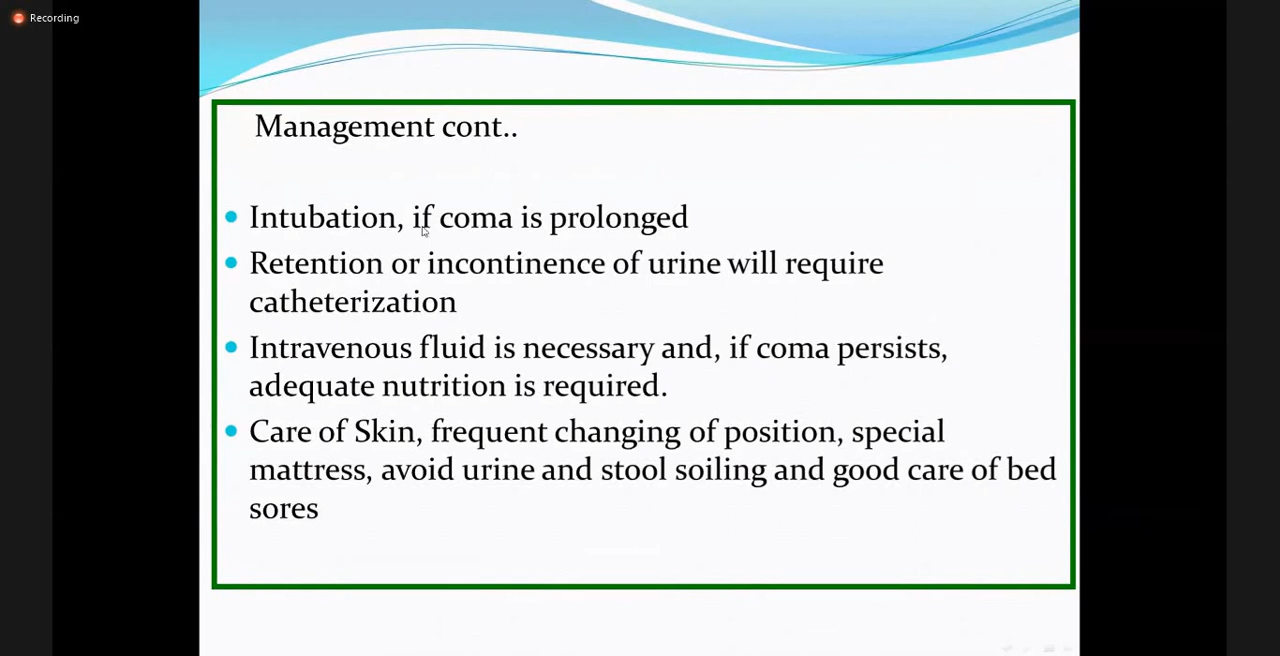 Recording
Management cont..
Intubation, if coma is prolonged
Retention or incontinence of urine will require
catheterization
Intravenous fluid is necessary and, if coma persists,
adequate nutrition is required.
Care of Skin, frequent changing of position, special
mattress, avoid urine and stool soiling and good care of bed
sores